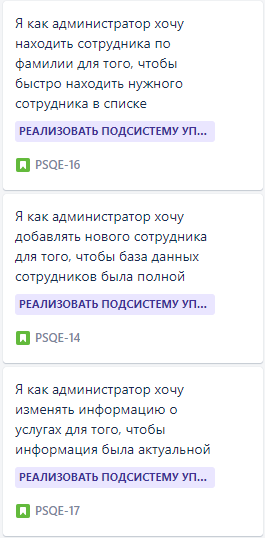 Я как администратор хочу
находить сотрудника по
фамилии для того, чтобы
быстро находить нужного
сотрудника в списке
РЕАЛИЗОВАТЬ ПОДСИСТЕМУ УП...
PSQE-16
Я как администратор хочу
добавлять нового сотрудника
для того, чтобы база данных
сотрудников была полной
РЕАЛИЗОВАТЬ ПОДСИСТЕМУ УП...
PSQE-14
Я как администратор хочу
изменять информацию о
услугах для того, чтобы
информация была актуальной
РЕАЛИЗОВАТЬ ПОДСИСТЕМУ УП...
PSQE-17